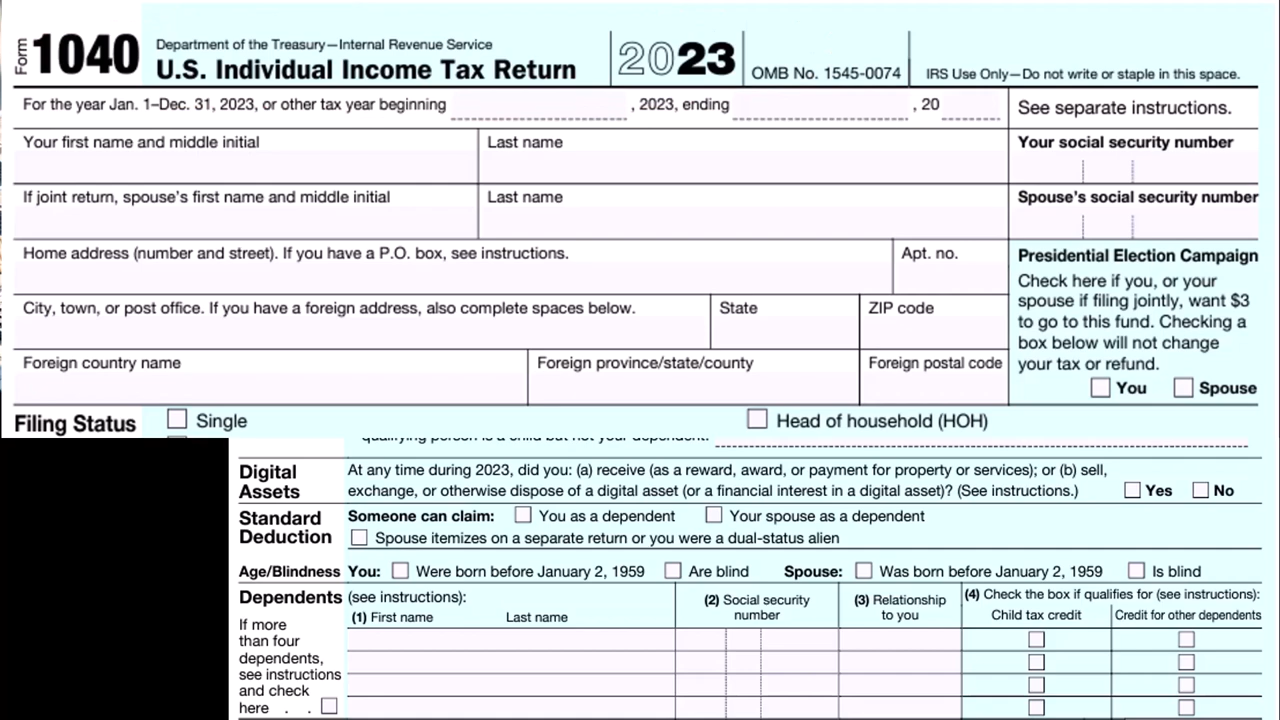 Form 1040 Department of the Treasury—Internal Revenue Service
U.S. Individual Income Tax Return 2023 OMB No. 1545-0074 IRS Use Only—Do not write or staple in this space.
For the year Jan. 1–Dec. 31, 2023, or other tax year beginning , 2023, ending , 20 See separate instructions.
Your first name and middle initial Last name Your social security number
If joint return, spouse's first name and middle initial Last name Spouse's social security number
Home address (number and street). If you have a P.O. box, see instructions. Apt. no.
City, town, or post office. If you have a foreign address, also complete spaces below. State ZIP code
Foreign country name Foreign province/state/county Foreign postal code
Presidential Election Campaign
Check here if you, or your
spouse if filing jointly, want $3
to go to this fund. Checking a
box below will not change
your tax or refund.
You Spouse
Filing Status Single Head of household (HOH)
qualifying person is a child but not your dependent:
Digital
Assets
At any time during 2023, did you: (a) receive (as a reward, award, or payment for property or services); or (b) sell,
exchange, or otherwise dispose of a digital asset (or a financial interest in a digital asset)? (See instructions.) Yes No
Standard
Deduction
Someone can claim: You as a dependent Your spouse as a dependent
Spouse itemizes on a separate return or you were a dual-status alien
Age/Blindness You: Were born before January 2, 1959 Are blind Spouse: Was born before January 2, 1959 Is blind
Dependents (see instructions):
(1) First name Last name
(2) Social security
number
(3) Relationship
to you
(4) Check the box if qualifies for (see instructions):
Child tax credit Credit for other dependents
If more
than four
dependents,
see instructions
and check
here . .